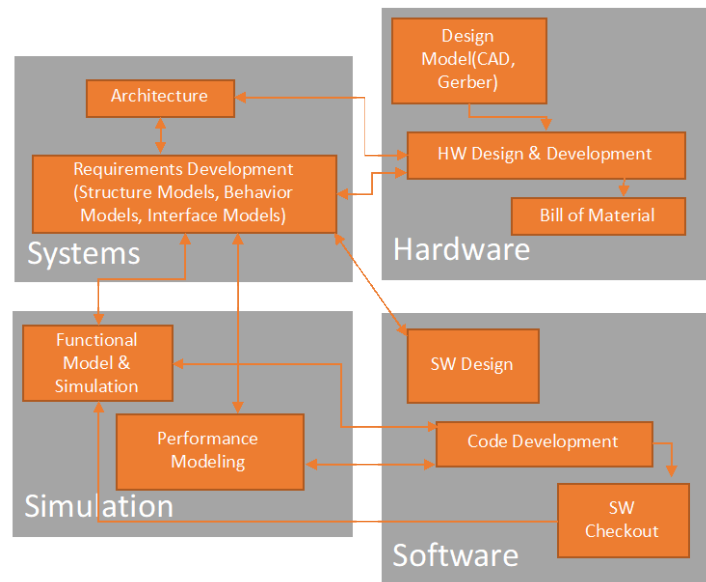 Architecture
Requirements Development
(Structure Models, Behavior
Models, Interface Models)
Systems
Design
Model(CAD,
Gerber)
HW Design & Development
Bill of Material
Hardware
Functional
Model &
Simulation
Performance
Modeling
Simulation
SW Design
Code Development
SW
Checkout
Software